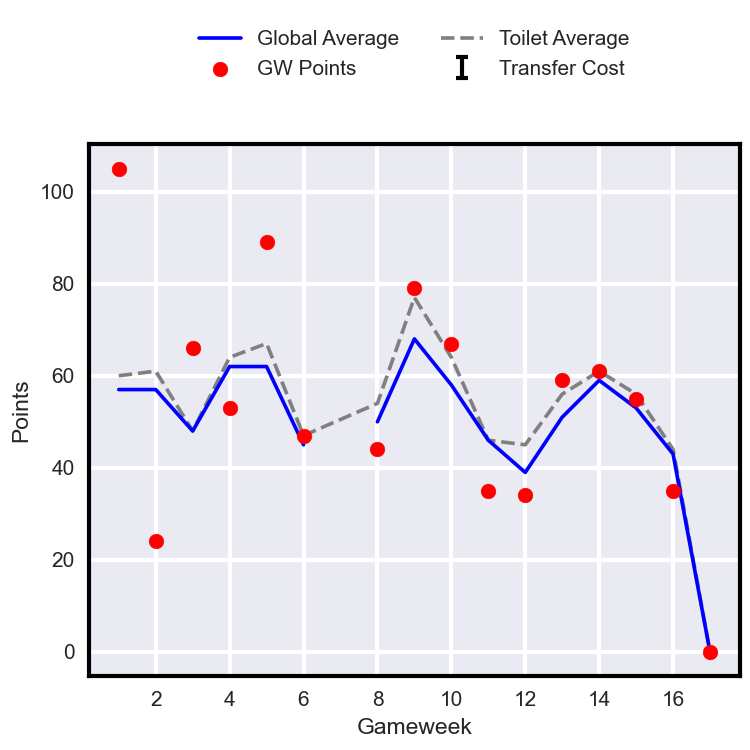 Global Average
Toilet Average
GW Points
Transfer Cost
100
80
60
40
20
0
Points
2 4 6 8 10 12 14 16
Gameweek